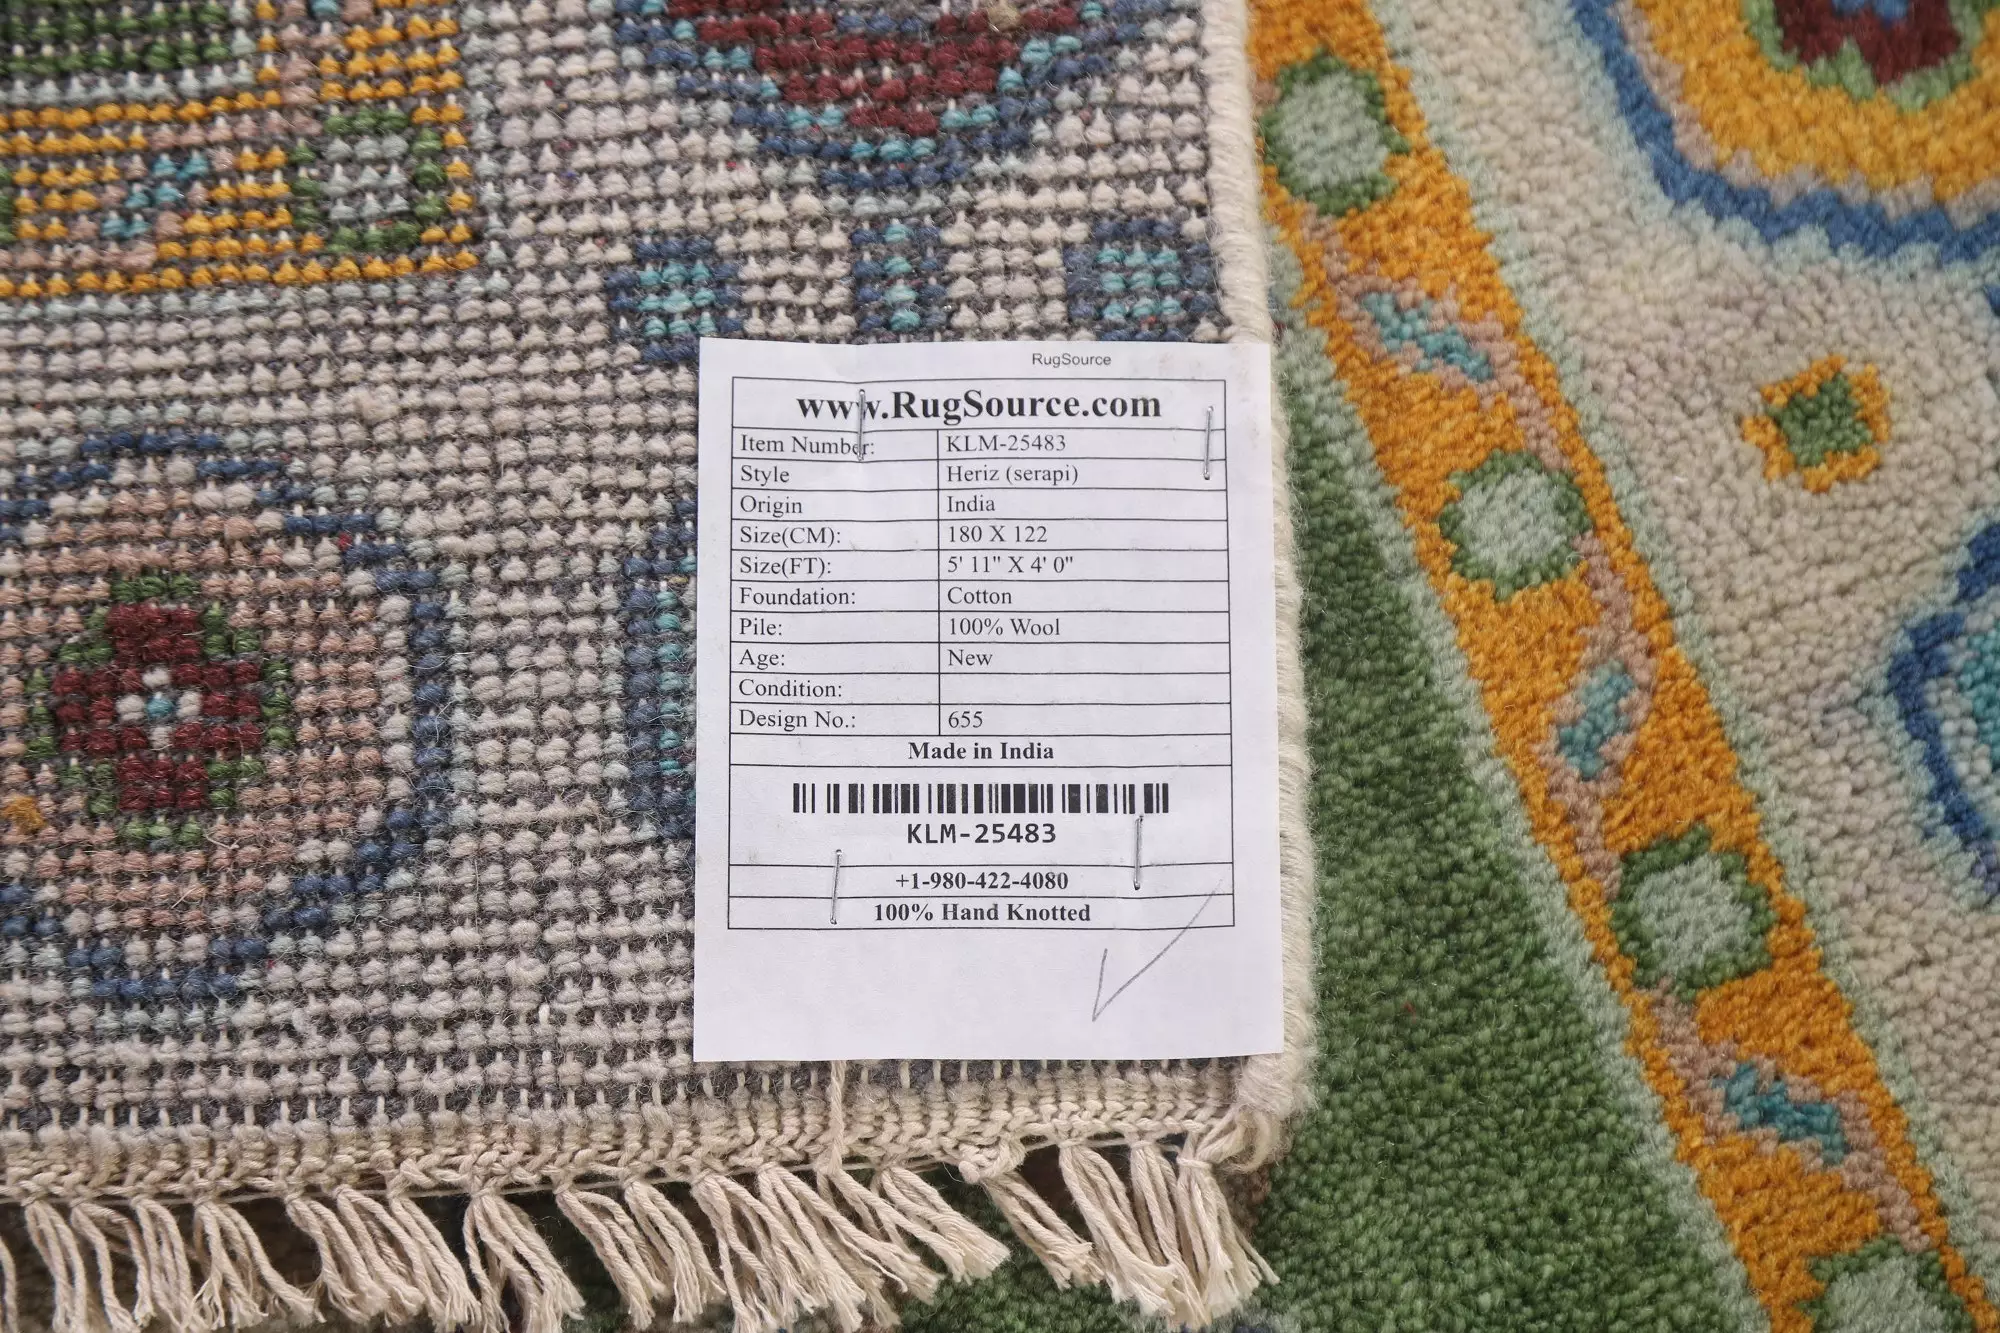 RugSource
www.RugSource.com
Item Number: KLM-25483
Style Heriz (serapi)
Origin India
Size(CM): 180 X 122
Size(FT): 5' 11" X 4' 0"
Foundation: Cotton
Pile: 100% Wool
Age: New
Condition:
Design No.: 655
Made in India
KLM-25483
+1-980-422-4080
100% Hand Knotted